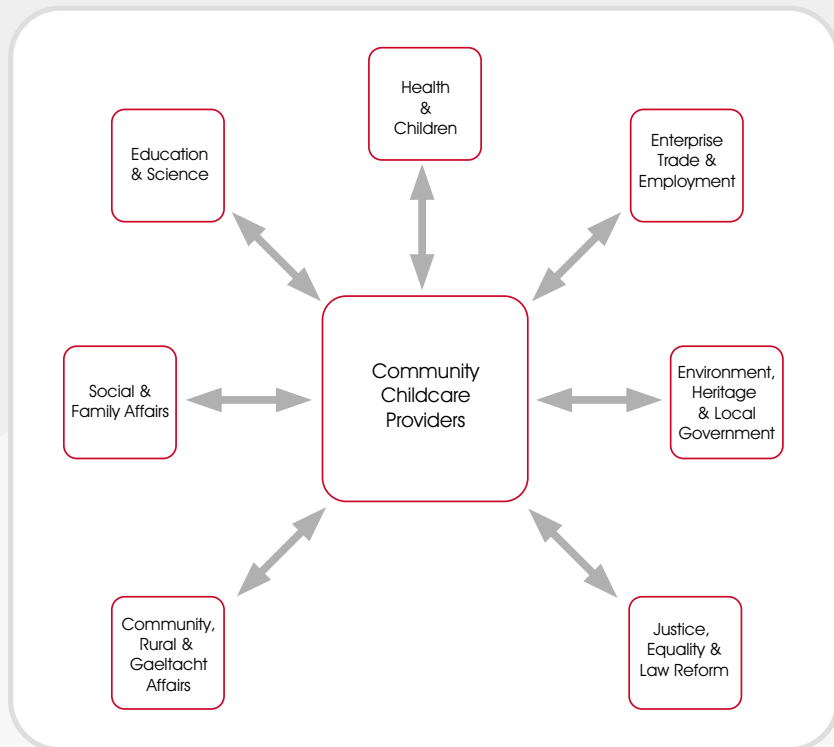 Health
&
Children
Education
& Science
Enterprise
Trade &
Employment
Community
Childcare
Providers
Social &
Family Affairs
Environment,
Heritage
& Local
Government
Community,
Rural &
Gaeltacht
Affairs
Justice,
Equality &
Law Reform